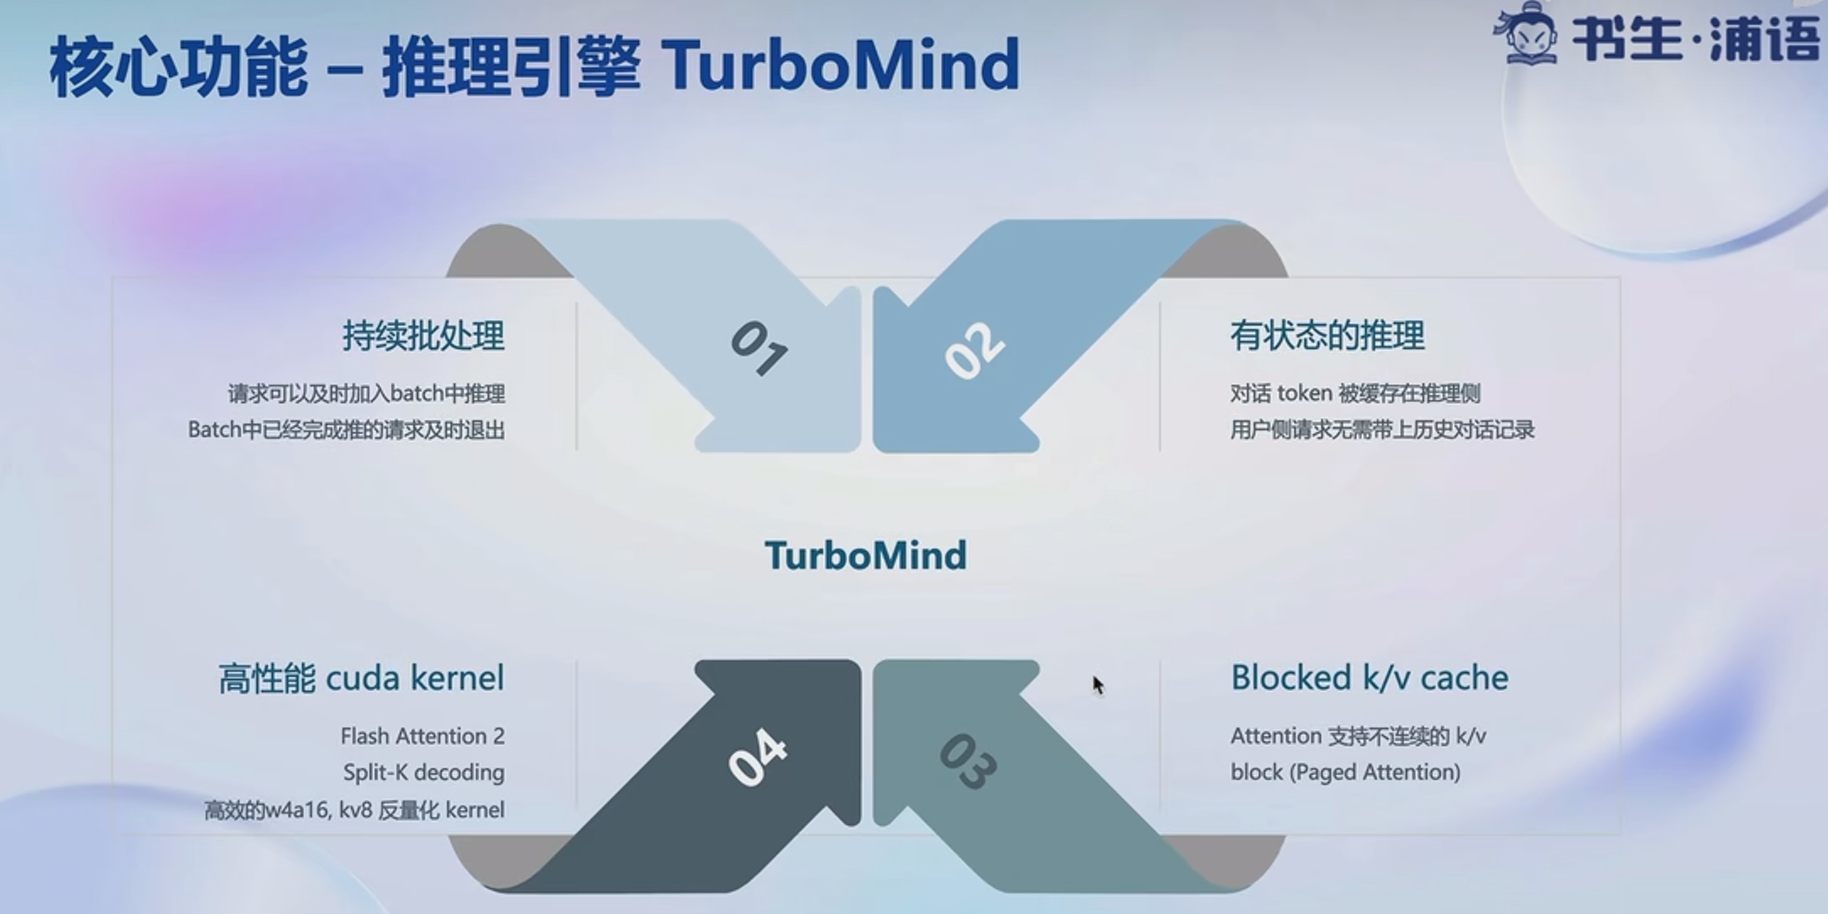 核心功能 – 推理引擎 TurboMind
书生·浦语
01
持续批处理
请求可以及时加入batch中推理
Batch中已经完成推的请求及时退出
02
有状态的推理
对话 token 被缓存在推理侧
用户侧请求无需带上历史对话记录
TurboMind
04
高性能 cuda kernel
Flash Attention 2
Split-K decoding
高效的w4a16, kv8 反量化 kernel
03
Blocked k/v cache
Attention 支持不连续的 k/v
block (Paged Attention)